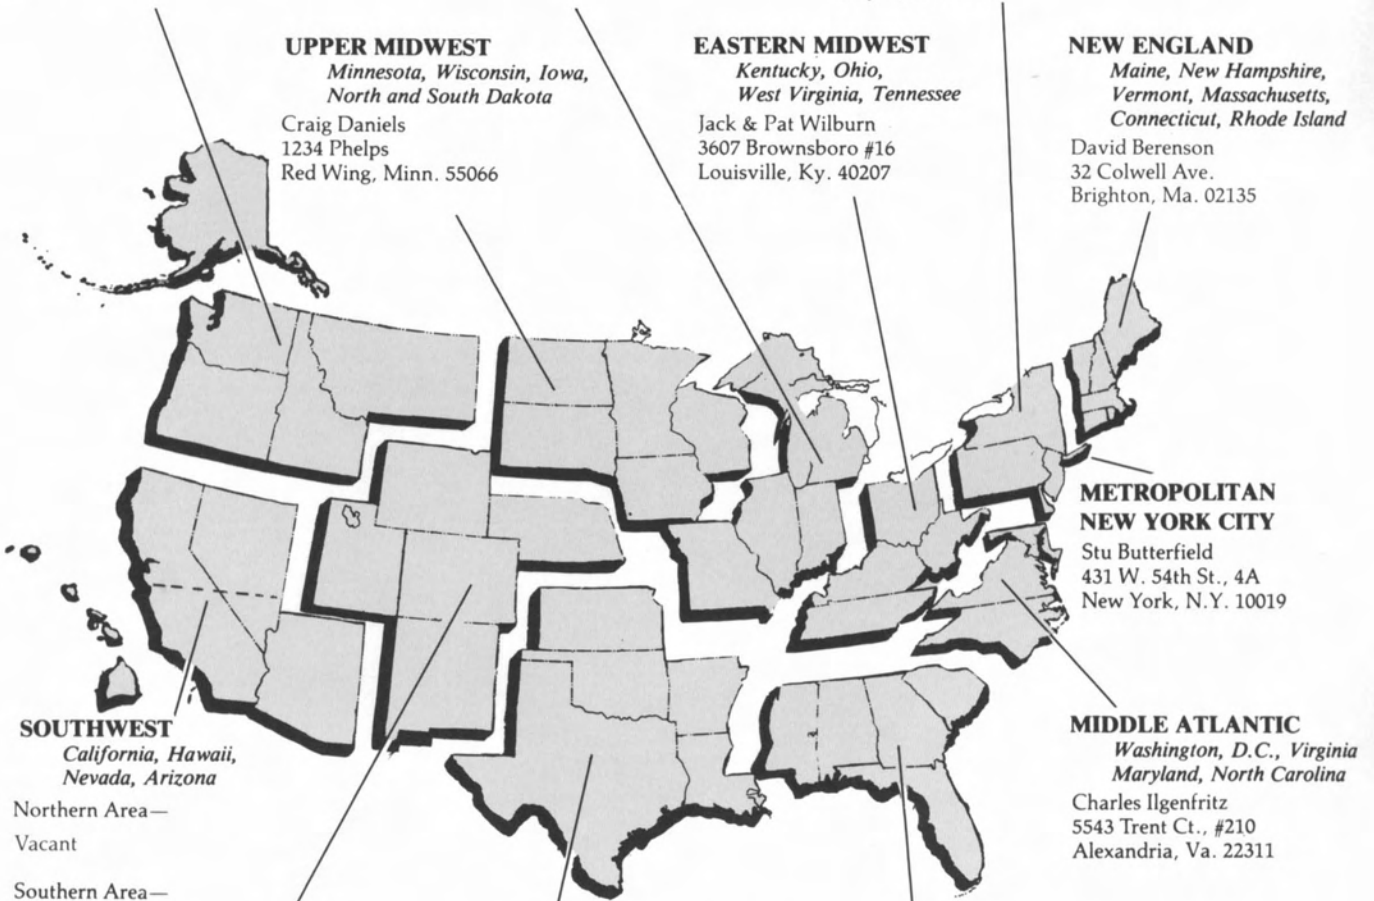 UPPER MIDWEST
Minnesota, Wisconsin, Iowa,
North and South Dakota
Craig Daniels
1234 Phelps
Red Wing, Minn. 55066
EASTERN MIDWEST
Kentucky, Ohio,
West Virginia, Tennessee
Jack & Pat Wilburn
3607 Brownsboro #16
Louisville, Ky. 40207
NEW ENGLAND
Maine, New Hampshire,
Vermont, Massachusetts,
Connecticut, Rhode Island
David Berenson
32 Colwell Ave.
Brighton, Ma. 02135
METROPOLITAN
NEW YORK CITY
Stu Butterfield
431 W. 54th St., 4A
New York, N.Y. 10019
SOUTHWEST
California, Hawaii,
Nevada, Arizona
Northern Area—
Vacant
Southern Area—
MIDDLE ATLANTIC
Washington, D.C., Virginia
Maryland, North Carolina
Charles Ilgenfritz
5543 Trent Ct., #210
Alexandria, Va. 22311